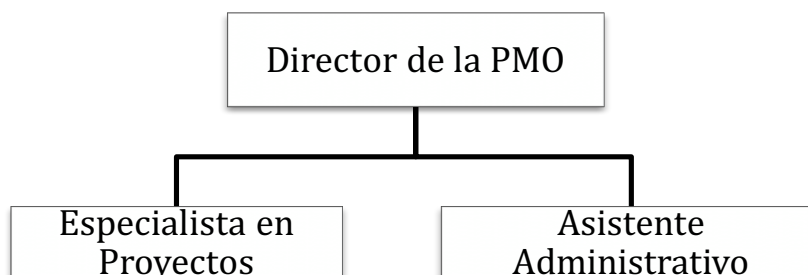 Director de la PMO
Especialista en
Proyectos
Asistente
Administrativo